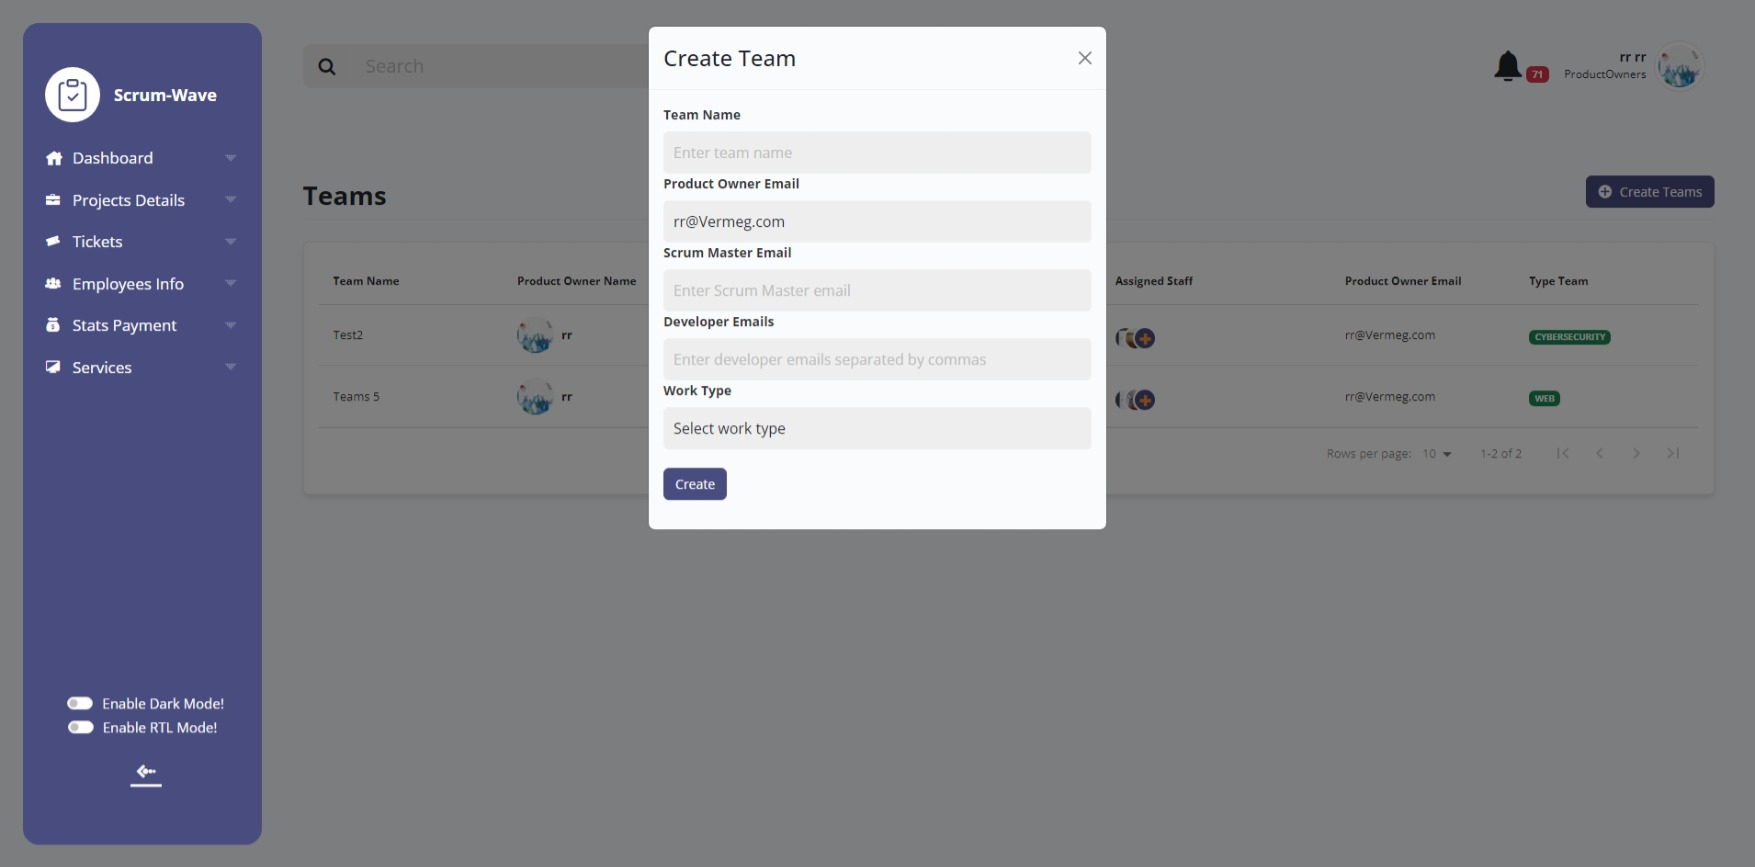 Scrum-Wave
Dashboard
Projects Details
Tickets
Employees Info
Stats Payment
Services
Enable Dark Mode!
Enable RTL Mode!
Search
71
rr rr
ProductOwners
Teams
Create Teams
Team Name
Product Owner Name
Assigned Staff
Product Owner Email
Type Team
Test2
rr
rr@Vermeg.com
CYBERSECURITY
Teams 5
rr
rr@Vermeg.com
WEB
Rows per page: 10
1-2 of 2
Create Team
Team Name
Enter team name
Product Owner Email
rr@Vermeg.com
Scrum Master Email
Enter Scrum Master email
Developer Emails
Enter developer emails separated by commas
Work Type
Select work type
Create